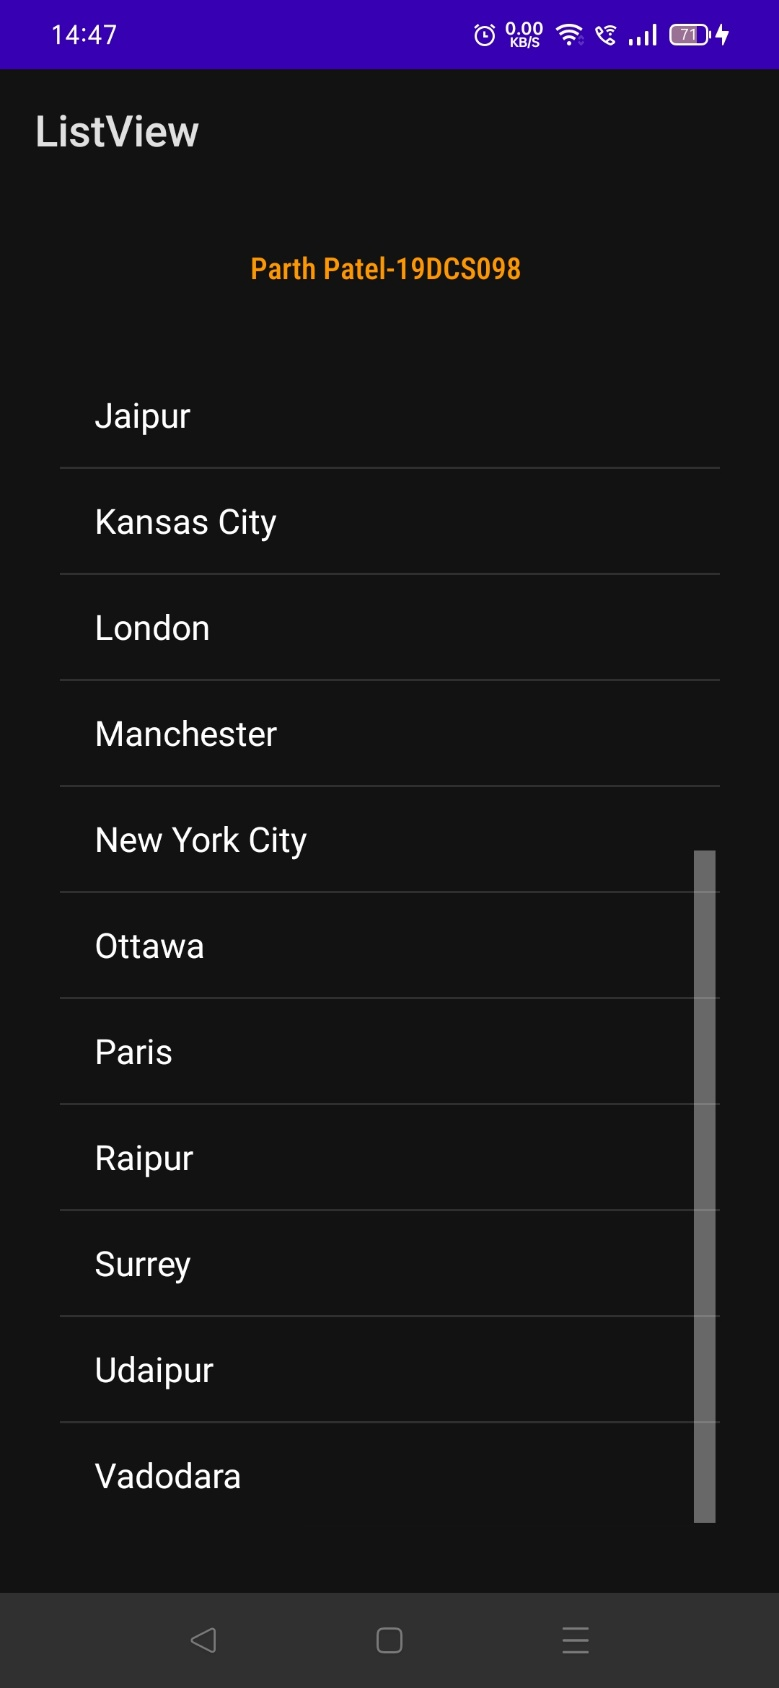 14:47
0.00
KB/S
71
ListView
Parth Patel-19DCS098
Jaipur
Kansas City
London
Manchester
New York City
Ottawa
Paris
Raipur
Surrey
Udaipur
Vadodara